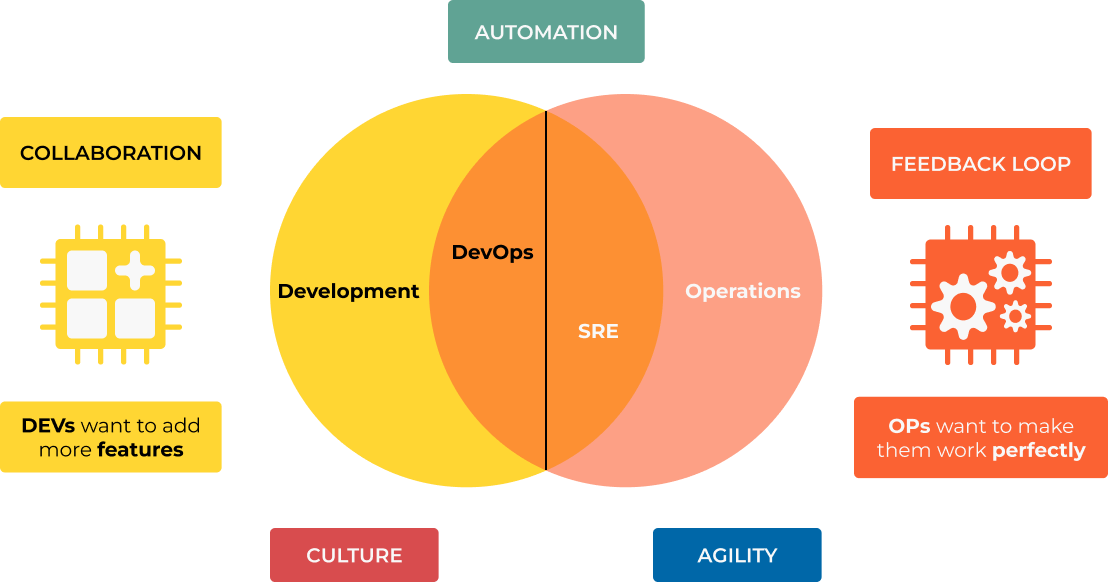 AUTOMATION
COLLABORATION
FEEDBACK LOOP
DevOps
Development
Operations
SRE
DEVs want to add
more features
OPs want to make
them work perfectly
CULTURE
AGILITY